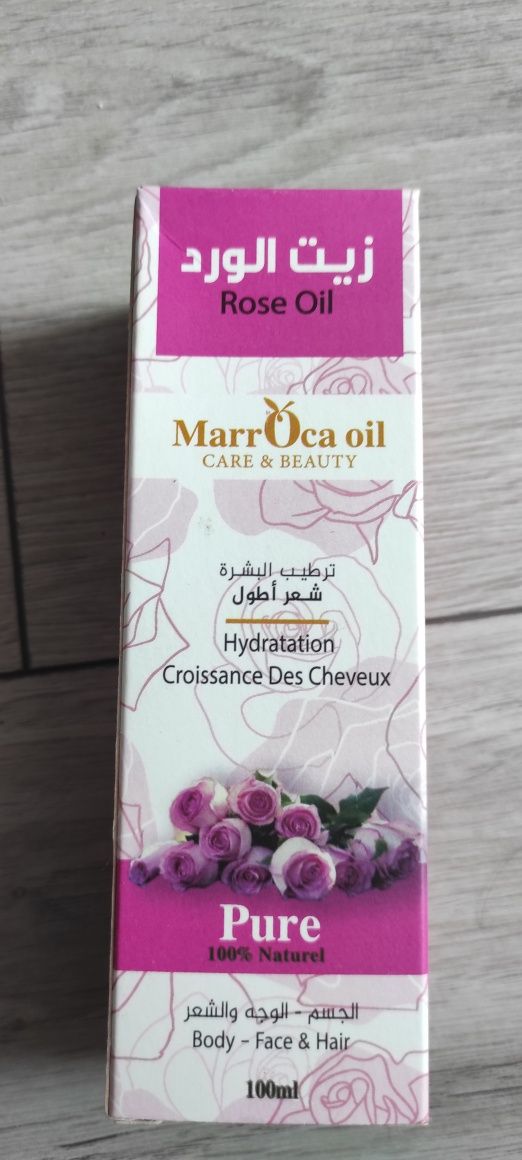 زيت الورد
Rose Oil
Marroca oil
CARE & BEAUTY
ترطيب البشرة
شعر أطول
Hydratation
Croissance Des Cheveux
Pure
100% Naturel
الجسم - الوجه والشعر
Body - Face & Hair
100ml